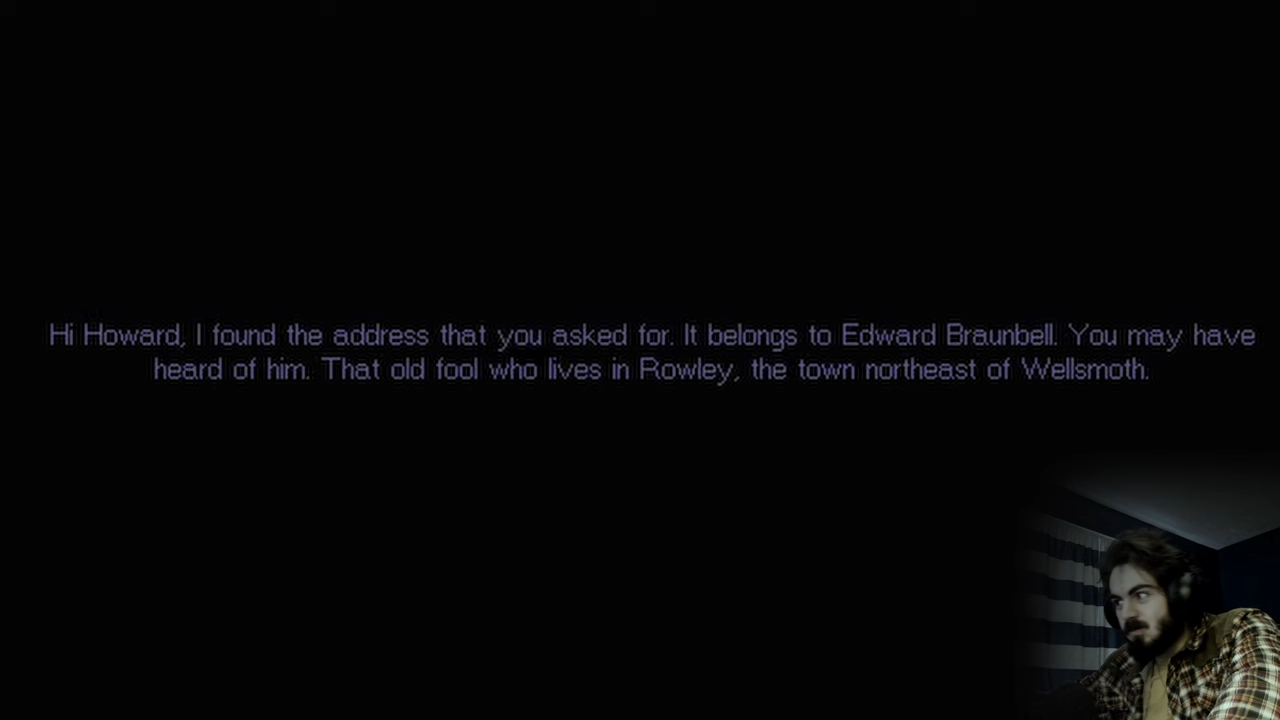 Hi Howard, I found the address that you asked for. It belongs to Edward Braunbell. You may have
heard of him. That old fool who lives in Rowley, the town northeast of Wellsmoth.